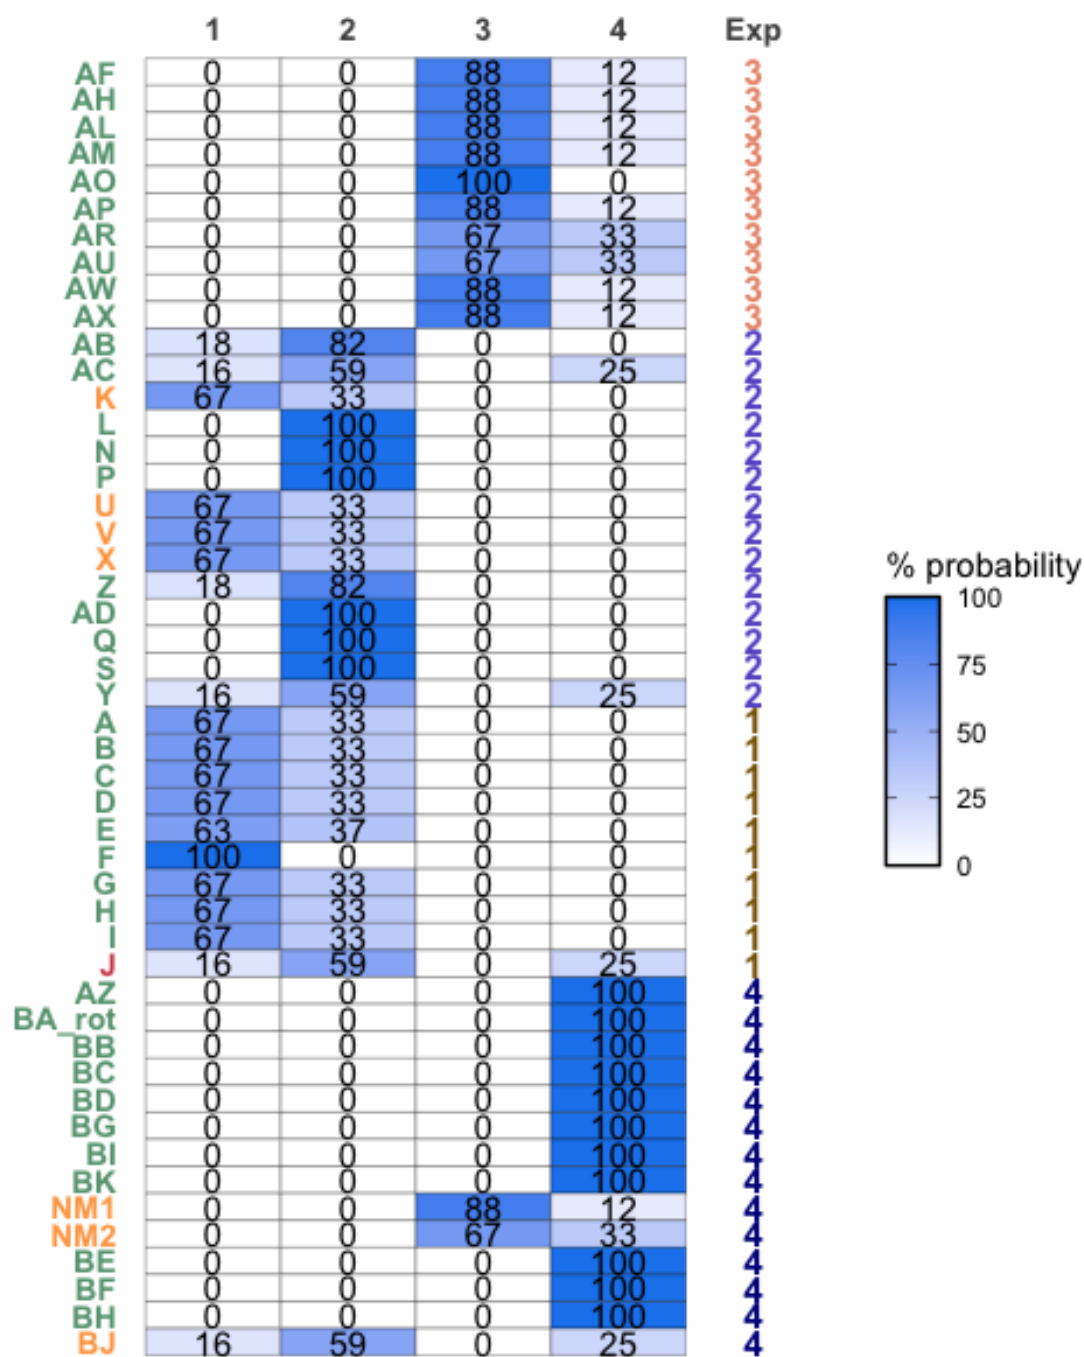 1 2 3 4 Exp
AF 0 0 88 12 3
AH 0 0 88 12 3
AL 0 0 88 12 3
AM 0 0 88 12 3
AO 0 0 100 0 3
AP 0 0 88 12 3
AR 0 0 67 33 3
AU 0 0 67 33 3
AW 0 0 88 12 3
AX 0 0 88 12 3
AB 18 82 0 0 2
AC 16 59 0 25 2
K 67 33 0 0 2
L 0 100 0 0 2
N 0 100 0 0 2
P 0 100 0 0 2
U 67 33 0 0 2
V 67 33 0 0 2
X 67 33 0 0 2
Z 18 82 0 0 2
AD 0 100 0 0 2
Q 0 100 0 0 2
S 0 100 0 0 2
Y 16 59 0 25 2
A 67 33 0 0 1
B 67 33 0 0 1
C 67 33 0 0 1
D 67 33 0 0 1
E 63 37 0 0 1
F 100 0 0 0 1
G 67 33 0 0 1
H 67 33 0 0 1
I 67 33 0 0 1
J 16 59 0 25 1
AZ 0 0 0 100 4
BA_rot 0 0 0 100 4
BB 0 0 0 100 4
BC 0 0 0 100 4
BD 0 0 0 100 4
BG 0 0 0 100 4
BI 0 0 0 100 4
BK 0 0 0 100 4
NM1 0 0 88 12 4
NM2 0 0 67 33 4
BE 0 0 0 100 4
BF 0 0 0 100 4
BH 0 0 0 100 4
BJ 16 59 0 25 4
% probability
100
75
50
25
0